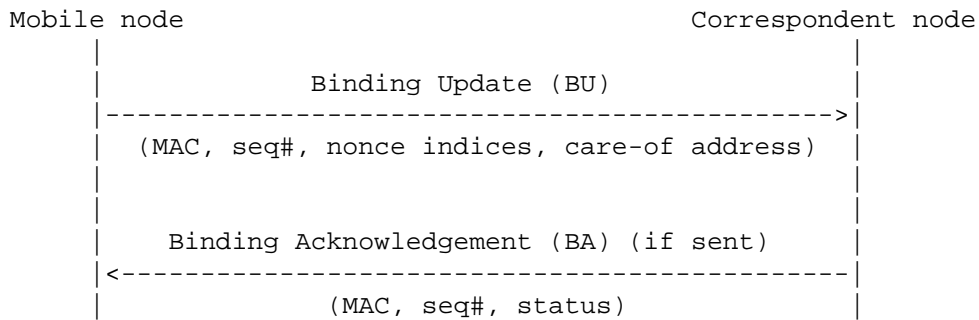 Mobile node                                Correspondent node
     |                                               |
     |             Binding Update (BU)               |
     |---------------------------------------------->|
     |  (MAC, seq#, nonce indices, care-of address)  |
     |                                               |
     |                                               |
     |    Binding Acknowledgement (BA) (if sent)     |
     |<----------------------------------------------|
     |              (MAC, seq#, status)              |